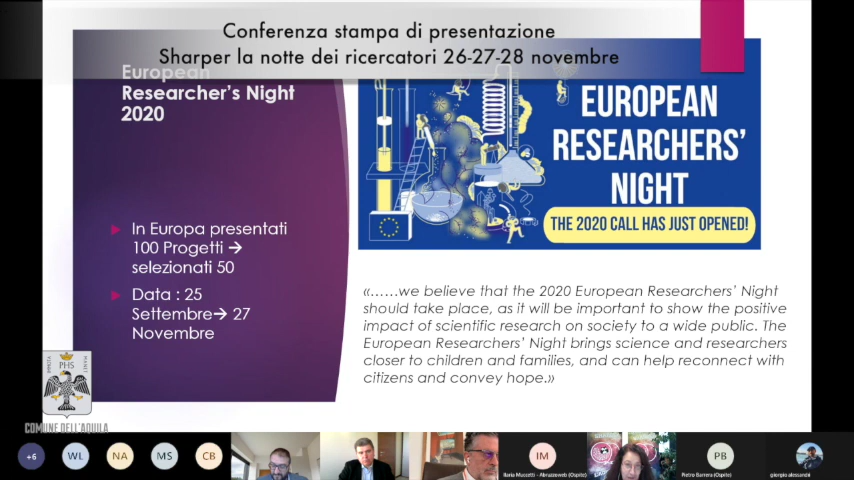 Conferenza stampa di presentazione
Sharper la notte dei ricercatori 26-27-28 novembre
European
Researcher's Night
2020
In Europa presentati
100 Progetti →
selezionati 50
Data : 25
Settembre→ 27
Novembre
EUROPEAN
RESEARCHERS'
NIGHT
THE 2020 CALL HAS JUST OPENED!
«……we believe that the 2020 European Researchers' Night
should take place, as it will be important to show the positive
impact of scientific research on society to a wide public. The
European Researchers' Night brings science and researchers
closer to children and families, and can help reconnect with
citizens and convey hope.»
PHS
COMUNE DELL'AQUILA
+6
WL
NA
MS
CB
IM
Ilaria Muccetti - Abruzzoweb (Ospite)
PB
Pietro Barrera (Ospite)
giorgio alessandri